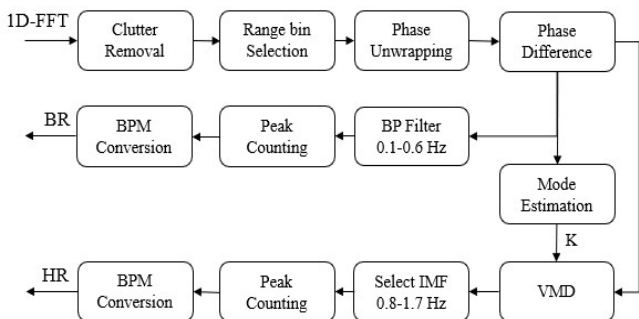 1D-FFT
Clutter
Removal
Range bin
Selection
Phase
Unwrapping
Phase
Difference
BR
BPM
Conversion
Peak
Counting
BP Filter
0.1-0.6 Hz
Mode
Estimation
K
HR
BPM
Conversion
Peak
Counting
Select IMF
0.8-1.7 Hz
VMD